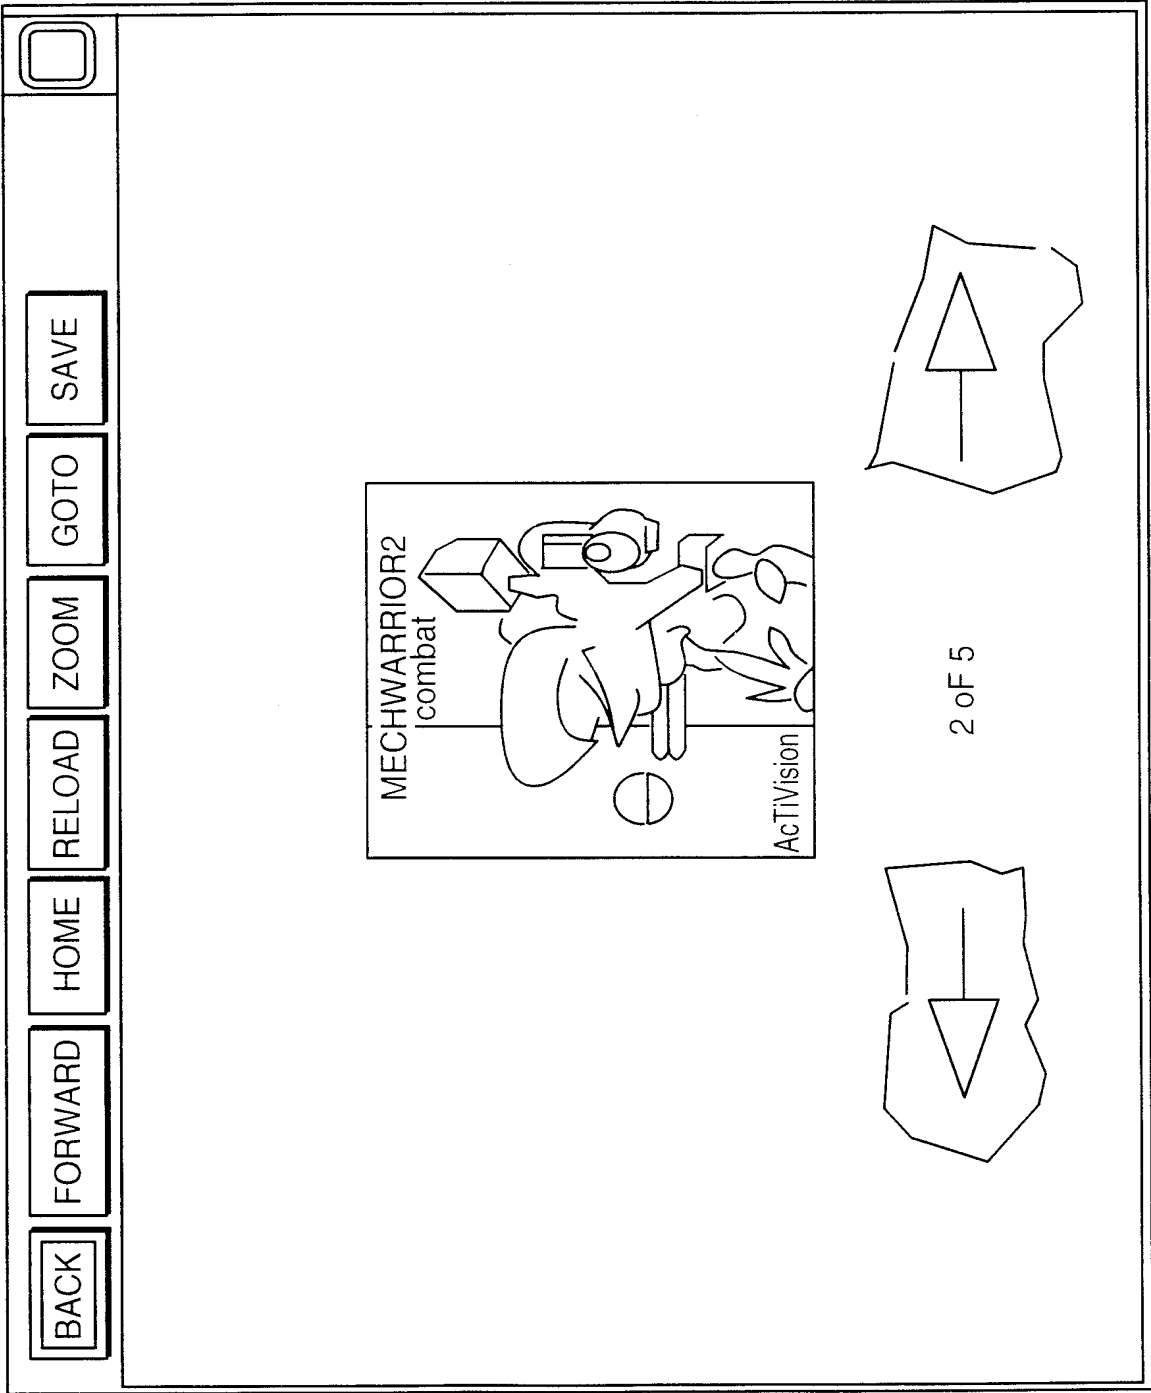 BACK FORWARD HOME RELOAD ZOOM GOTO SAVE
MECHWARRIOR2
combat
AcTiVision
2 oF 5